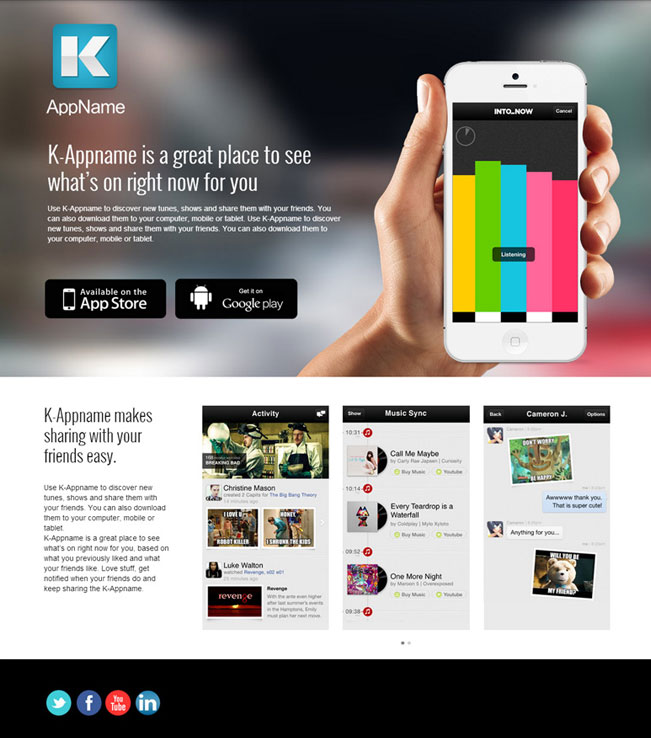 K
AppName
K-Appname is a great place to see
what's on right now for you
Use K-Appname to discover new tunes, shows and share them with your friends. You
can also download them to your computer, mobile or tablet. Use K-Appname to discover
new tunes, shows and share them with your friends. You can also download them to
your computer, mobile or tablet.
Available on the
App Store
Get it on
Google play
INTO_NOW
Cancel
Listening
K-Appname makes
sharing with your
friends easy.
Use K-Appname to discover new
tunes, shows and share them with
your friends. You can also download
them to your computer, mobile or
tablet.
K-Appname is a great place to see
what's on right now for you, based on
what you previously liked and what
your friends like. Love stuff, get
notified when your friends do and
keep sharing the K-Appname.
Activity
BREAKING BAD
Christine Mason
created 2 Capits for The Big Bang Theory
14 minutes ago
I LOVE U
ROBOT KILLER
HONEY,
I SHRUNK THE KIDS
Luke Walton
watched Revenge, s02 e01
25 minutes ago
revenge
Revenge
With the ante even higher
after last summer's events
in the Hamptons, Emily
must plan her next move.
Show
Music Sync
10:31
Call Me Maybe
by Carly Rae Jepsen | Curiosity
Buy Music
Youtube
10:14
Every Teardrop is a
Waterfall
by Coldplay | Mylo Xyloto
Buy Music
Youtube
09:52
One More Night
by Maroon 5 | Overexposed
Buy Music
Youtube
09:38
Back
Cameron J.
Options
DON'T WORRY
BE HAPPY
Awwwww thank you.
That is super cute!
Anything for you...
WILL YOU BE
MY FRIEND?
You
Tube
in